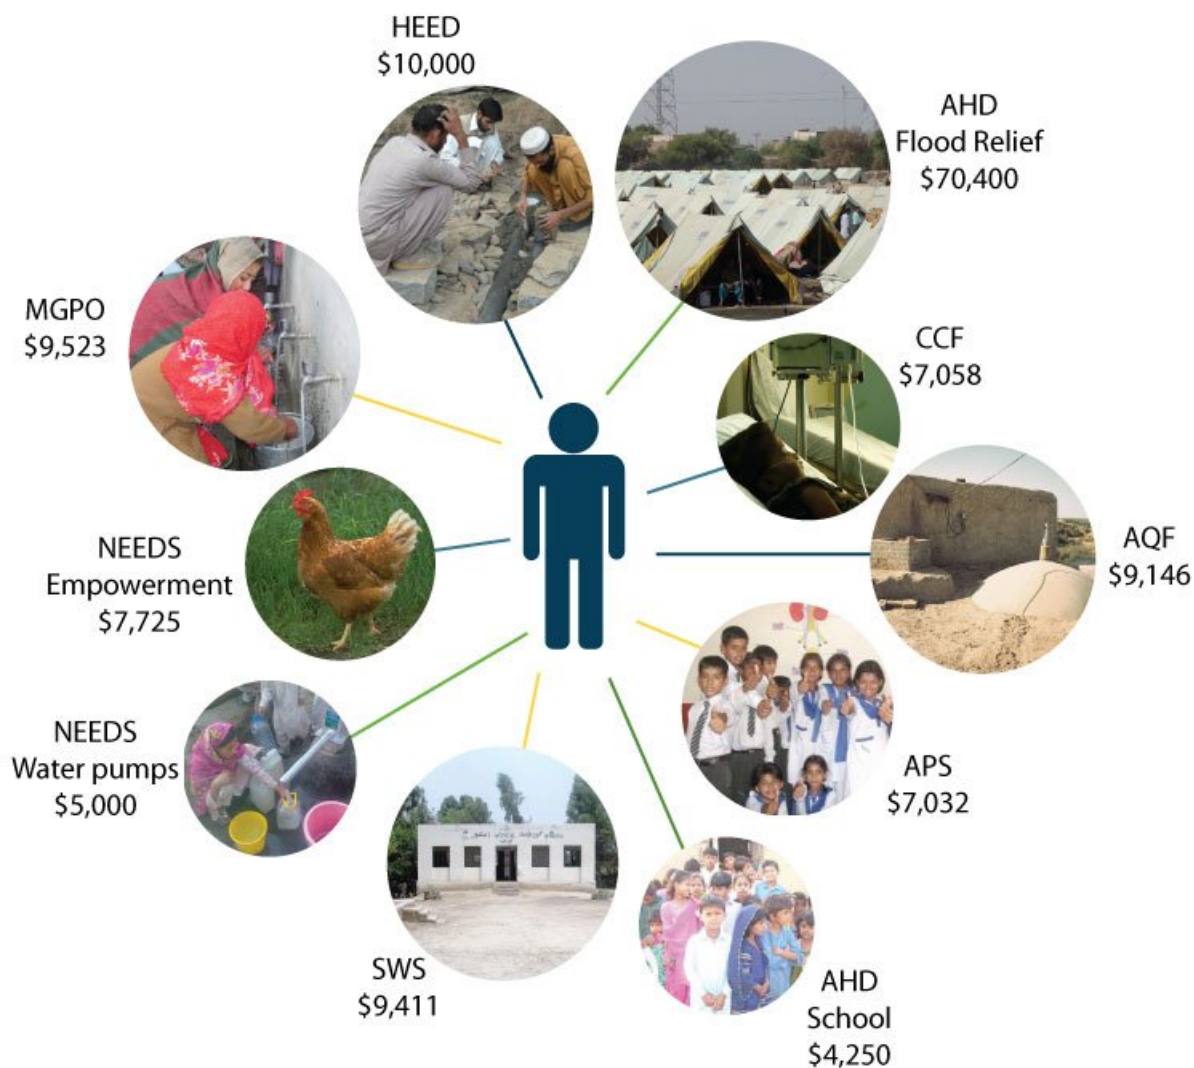 HEED
$10,000
AHD
Flood Relief
$70,400
CCF
$7,058
AQF
$9,146
APS
$7,032
AHD
School
$4,250
SWS
$9,411
NEEDS
Water pumps
$5,000
NEEDS
Empowerment
$7,725
MGPO
$9,523